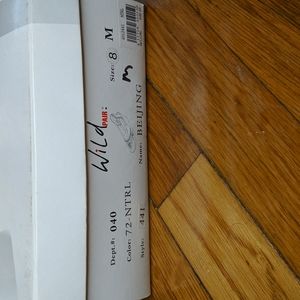 Wild
PAIR:
Dept.#: 040
Color: 72-NTRL
Style: 441
Size: 8 M
m
Name: BEIJING